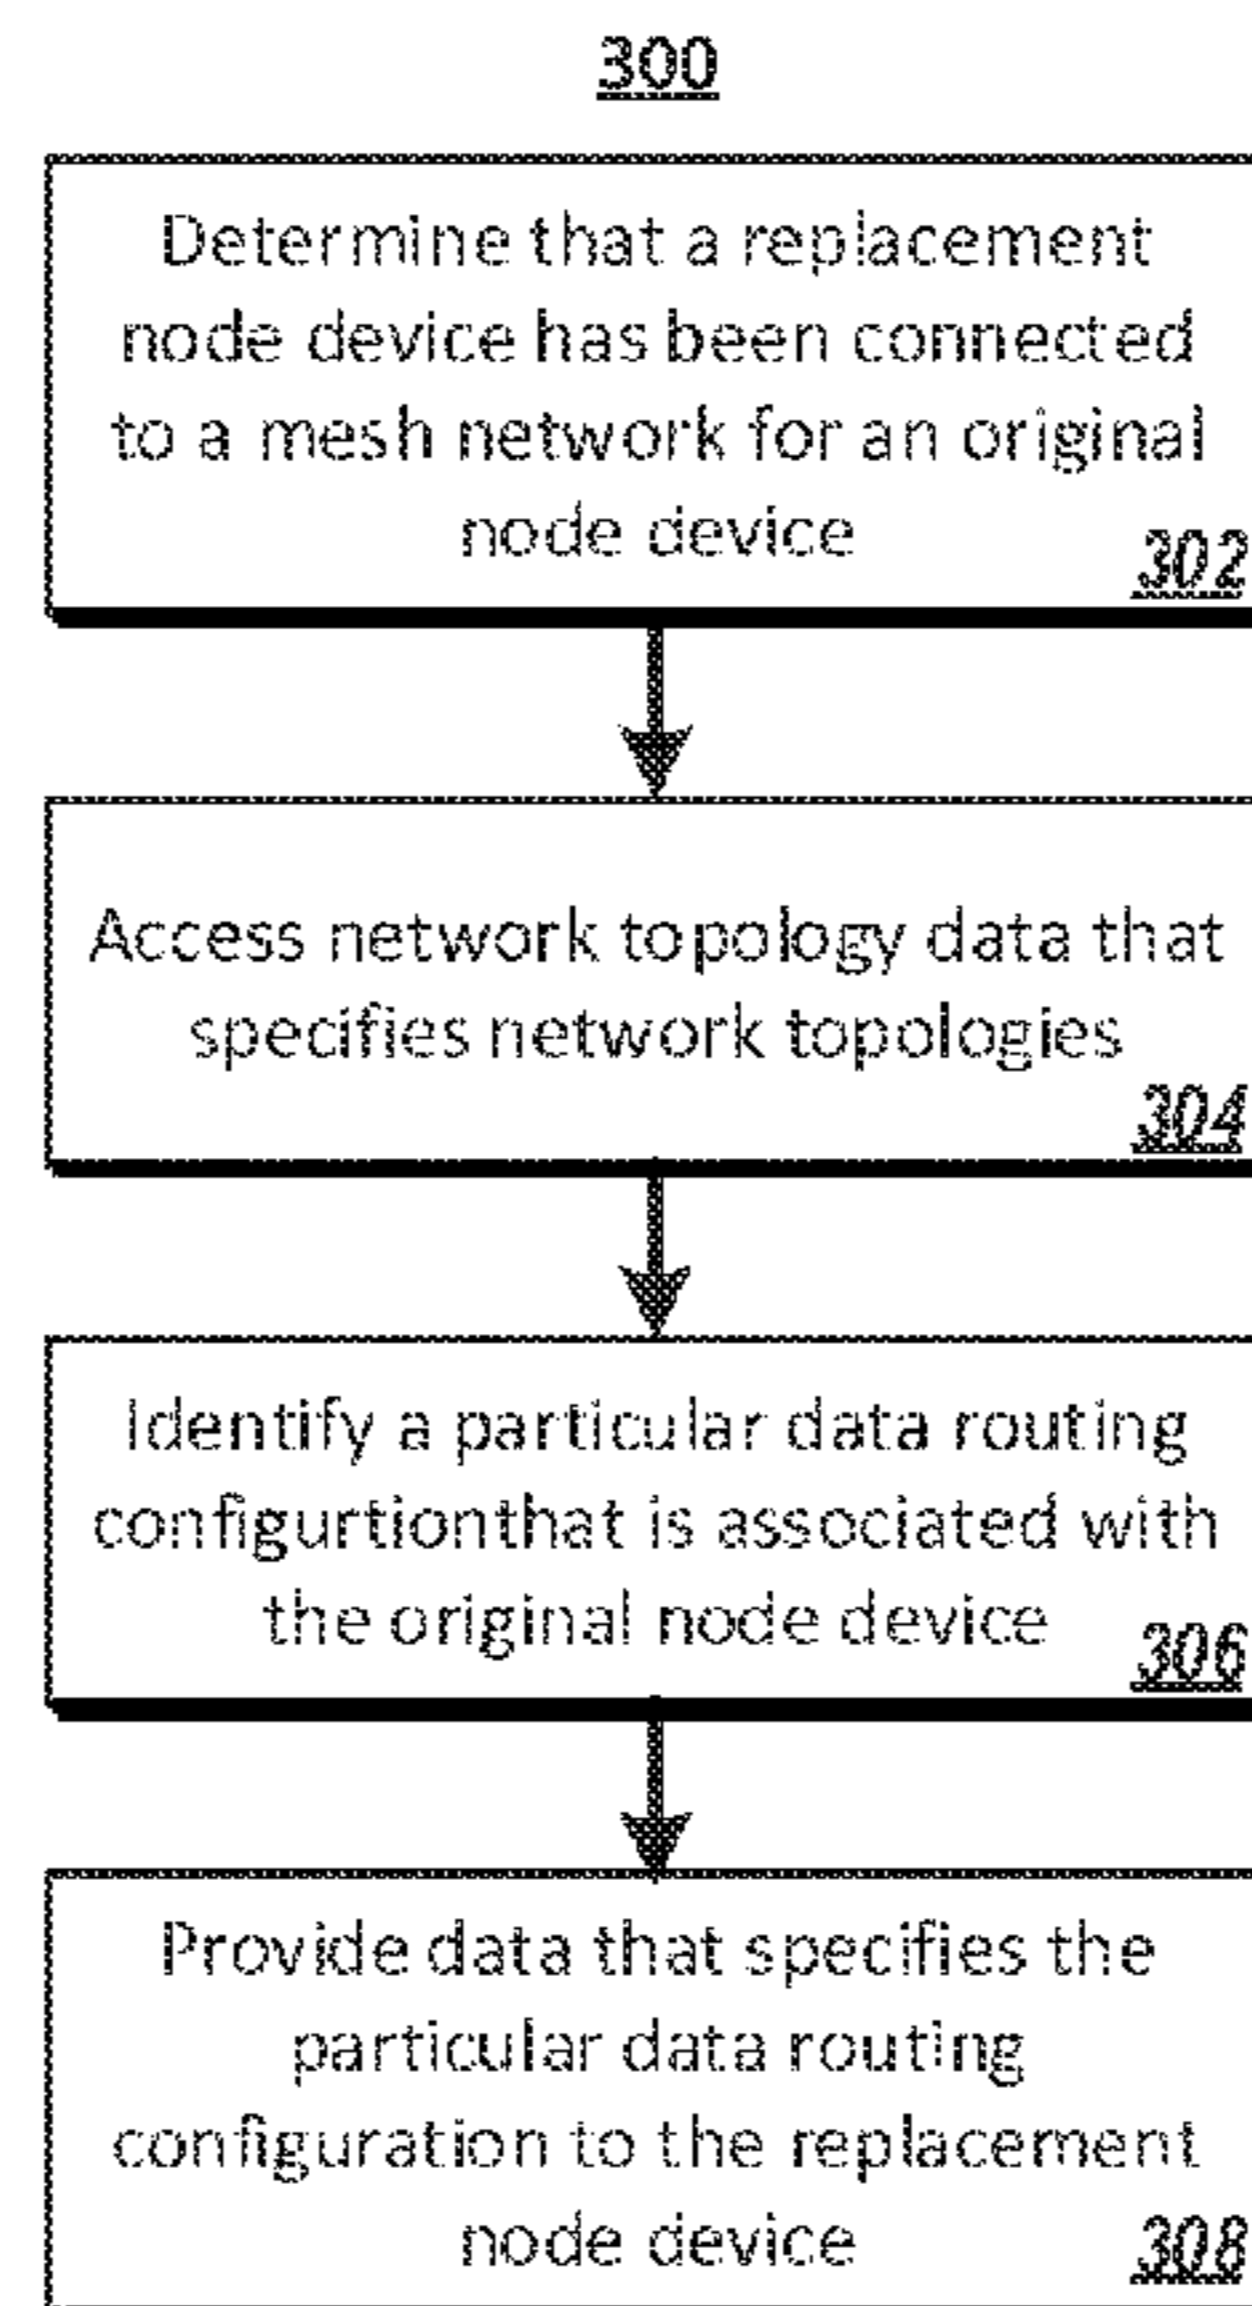 300
Determine that a replacement
node device has been connected
to a mesh network for an original
node device
302
Access network topology data that
specifies network topologies
304
Identify a particular data routing
configurtionthat is associated with
the original node device
306
Provide data that specifies the
particular data routing
configuration to the replacement
node device
308